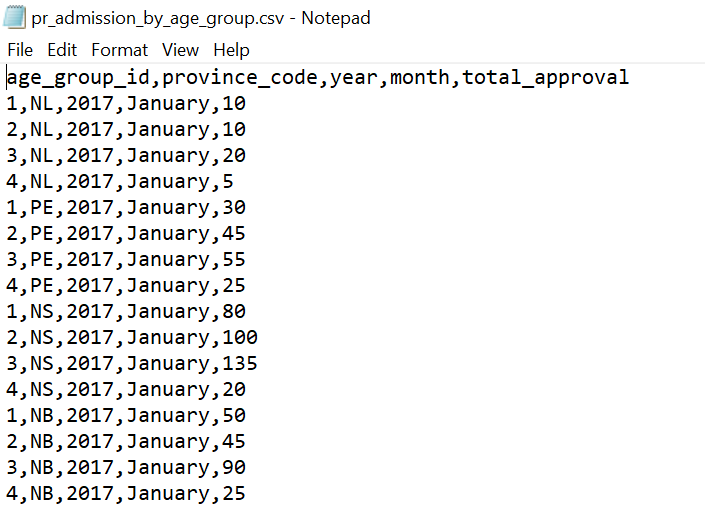 pr_admission_by_age_group.csv - Notepad
File Edit Format View Help
age_group_id,province_code,year,month,total_approval
1,NL,2017,January,10
2,NL,2017,January,10
3,NL,2017,January,20
4,NL,2017,January,5
1,PE,2017,January,30
2,PE,2017,January,45
3,PE,2017,January,55
4,PE,2017,January,25
1,NS,2017,January,80
2,NS,2017,January,100
3,NS,2017,January,135
4,NS,2017,January,20
1,NB,2017,January,50
2,NB,2017,January,45
3,NB,2017,January,90
4,NB,2017,January,25